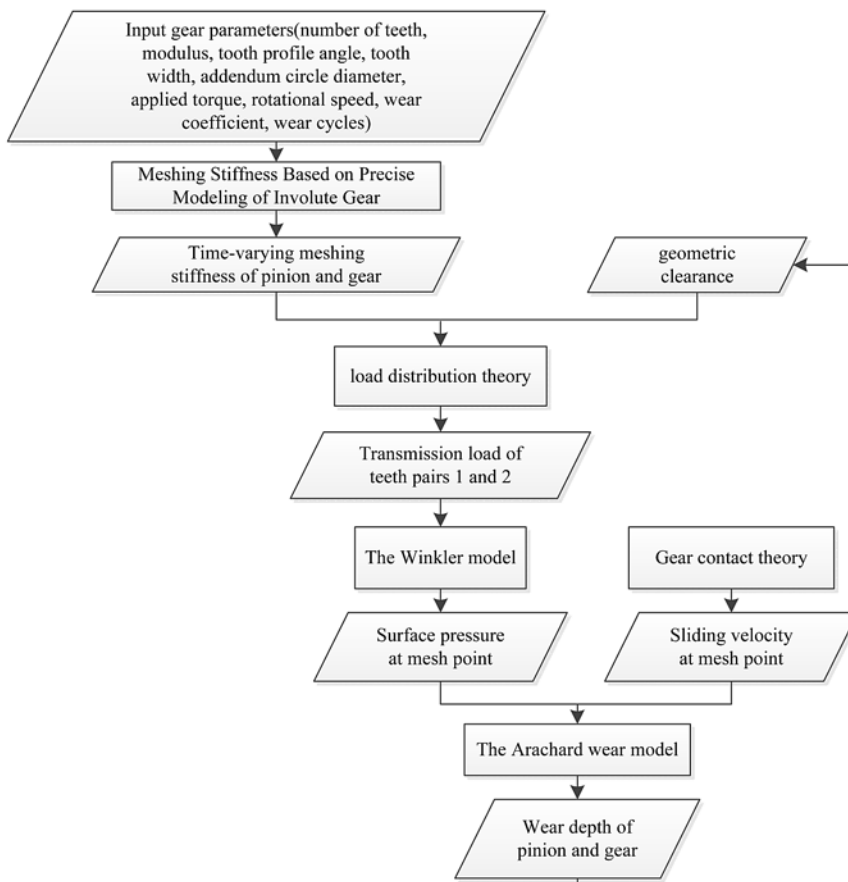 Input gear parameters(number of teeth,
modulus, tooth profile angle, tooth
width, addendum circle diameter,
applied torque, rotational speed, wear
coefficient, wear cycles)
Meshing Stiffness Based on Precise
Modeling of Involute Gear
Time-varying meshing
stiffness of pinion and gear
geometric
clearance
load distribution theory
Transmission load of
teeth pairs 1 and 2
The Winkler model
Gear contact theory
Surface pressure
at mesh point
Sliding velocity
at mesh point
The Arachard wear model
Wear depth of
pinion and gear